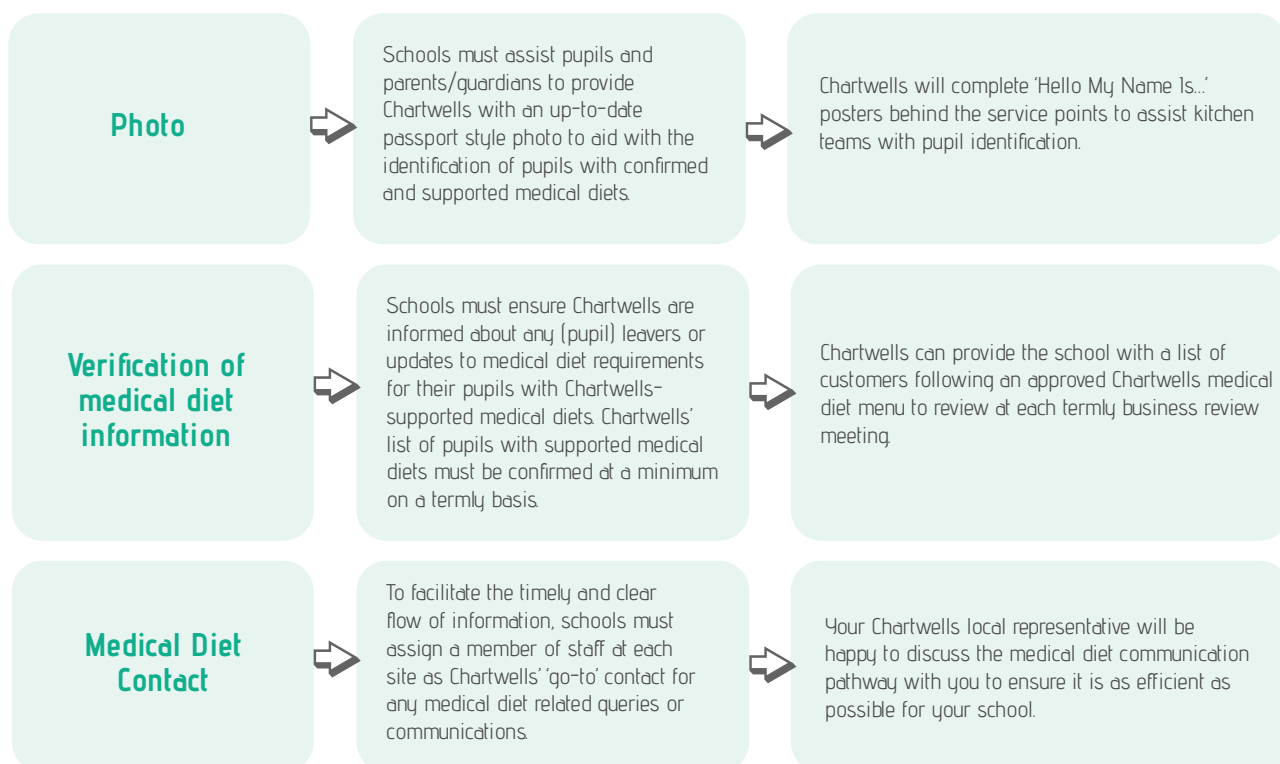 Photo
Schools must assist pupils and
parents/guardians to provide
Chartwells with an up-to-date
passport style photo to aid with the
identification of pupils with confirmed
and supported medical diets.
Chartwells will complete ‘Hello My Name Is...’
posters behind the service points to assist kitchen
teams with pupil identification.
Verification of
medical diet
information
Schools must ensure Chartwells are
informed about any (pupil) leavers or
updates to medical diet requirements
for their pupils with Chartwells-
supported medical diets. Chartwells’
list of pupils with supported medical
diets must be confirmed at a minimum
on a termly basis.
Chartwells can provide the school with a list of
customers following an approved Chartwells medical
diet menu to review at each termly business review
meeting.
Medical Diet
Contact
To facilitate the timely and clear
flow of information, schools must
assign a member of staff at each
site as Chartwells’ ‘go-to’ contact for
any medical diet related queries or
communications.
Your Chartwells local representative will be
happy to discuss the medical diet communication
pathway with you to ensure it is as efficient as
possible for your school.